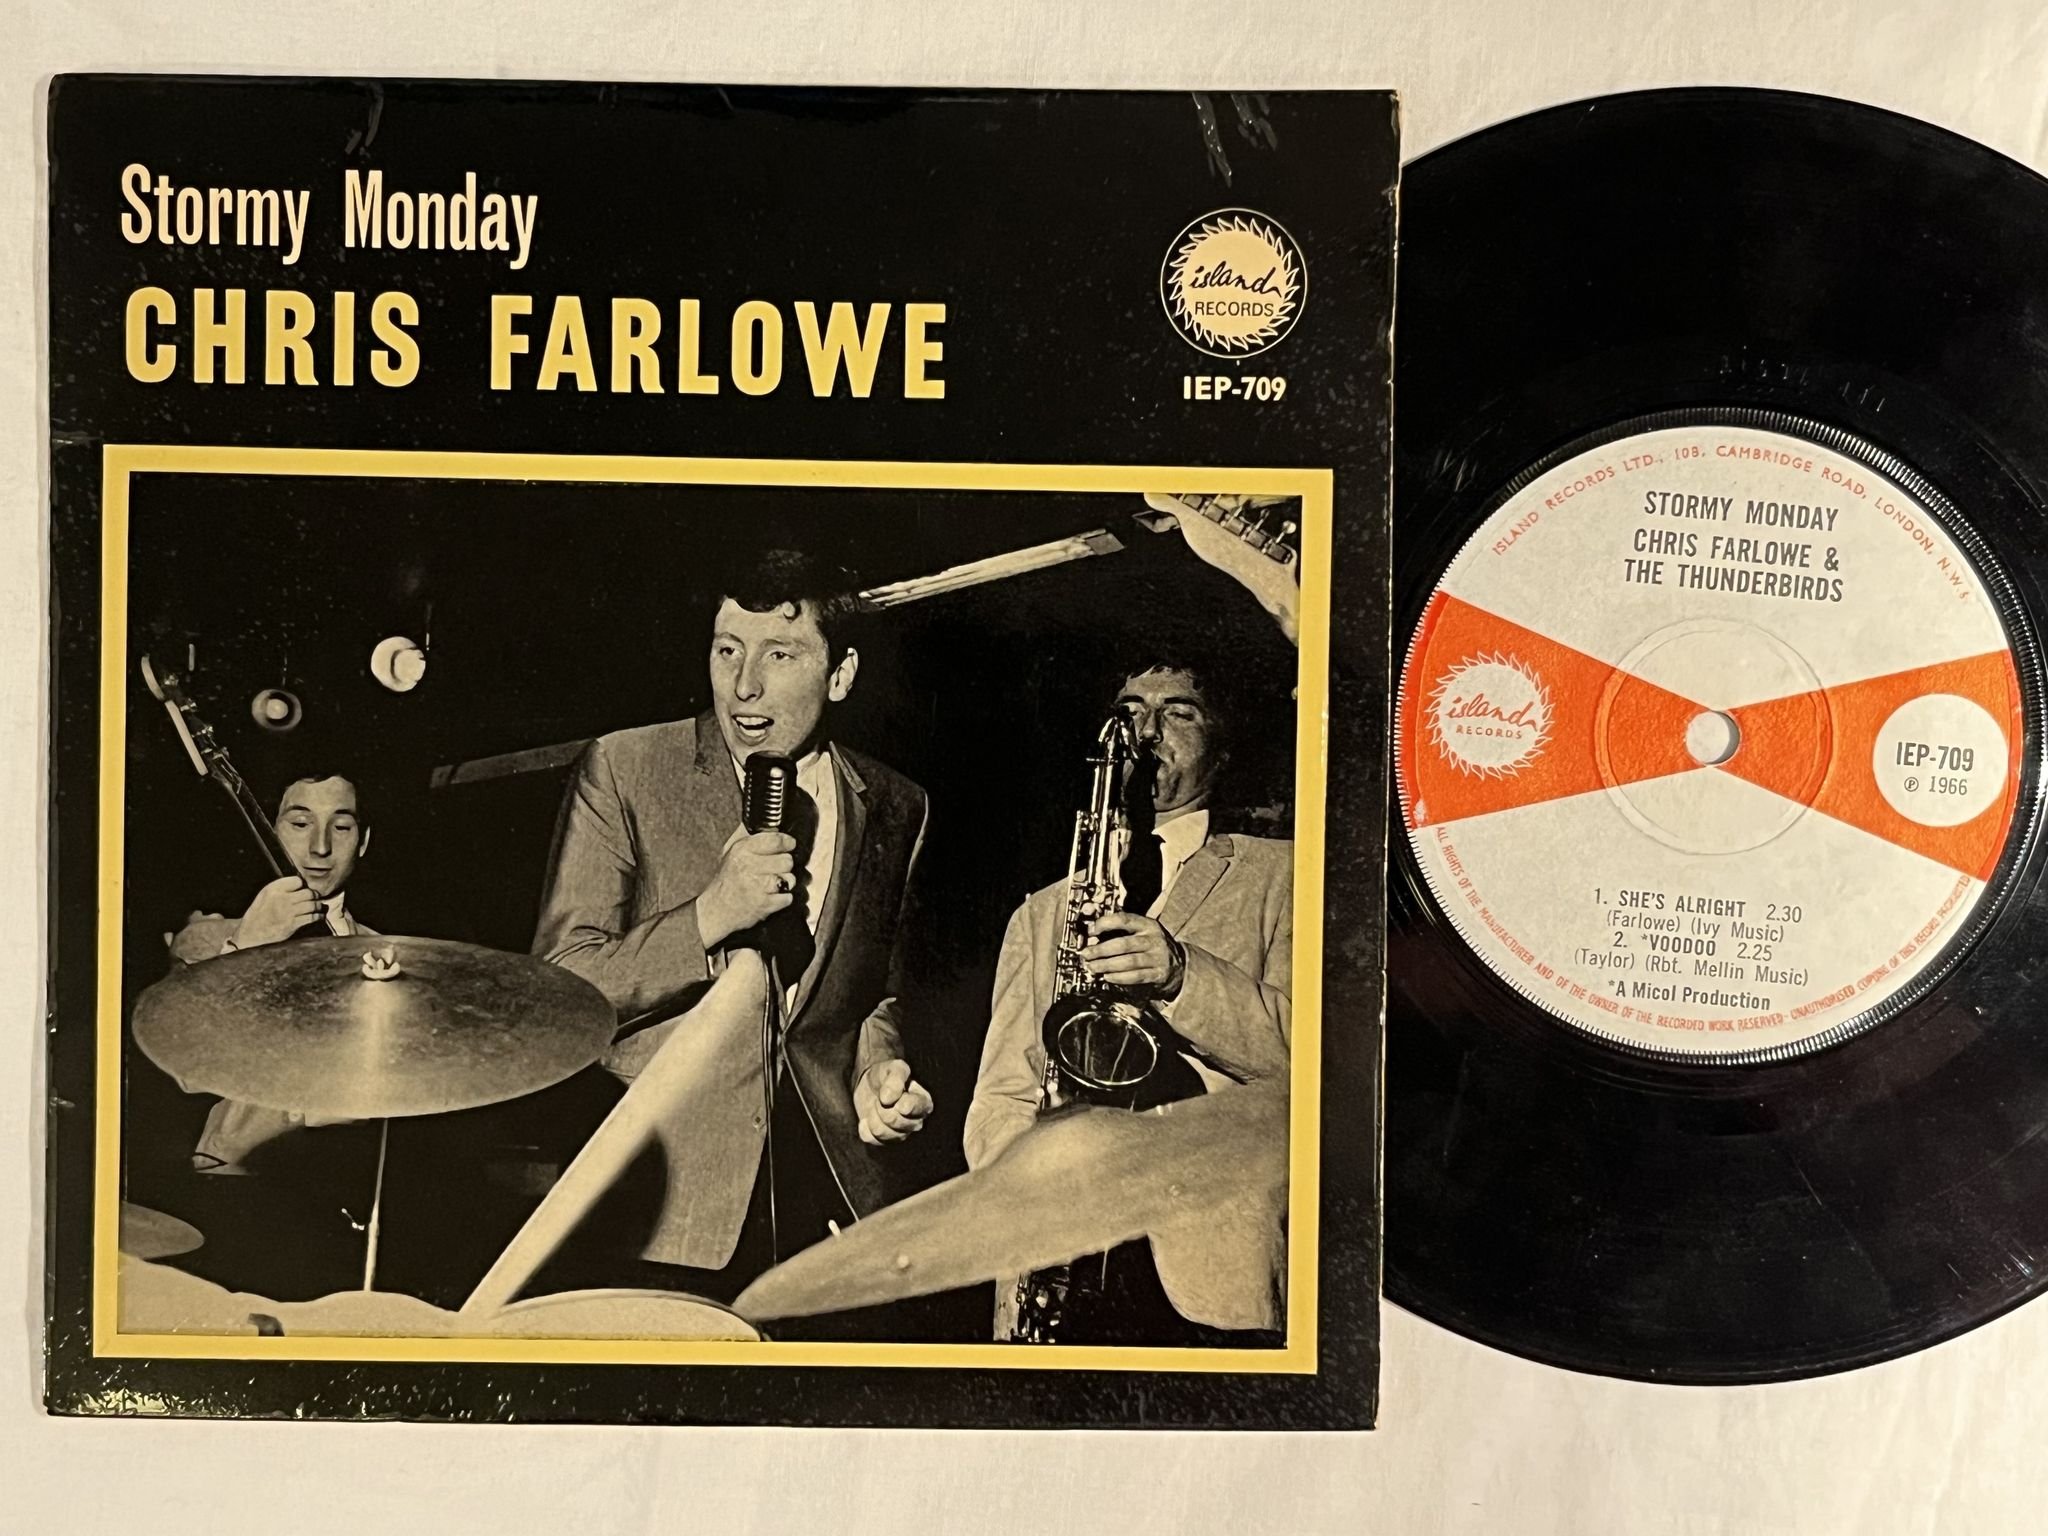 Stormy Monday
CHRIS FARLOWE
island
RECORDS
IEP-709
ISLAND RECORDS LTD., 108, CAMBRIDGE ROAD, LONDON, N.W.6.
STORMY MONDAY
CHRIS FARLOWE &
THE THUNDERBIRDS
island
RECORDS
IEP-709
℗ 1966
1. SHE'S ALRIGHT 2.30
(Farlowe) (Ivy Music)
2. *VOODOO 2.25
(Taylor) (Rbt. Mellin Music)
*A Micol Production
ALL RIGHTS OF THE MANUFACTURER AND OF THE OWNER OF THE RECORDED WORK RESERVED-UNAUTHORISED COPYING OF THIS RECORD PROHIBITED